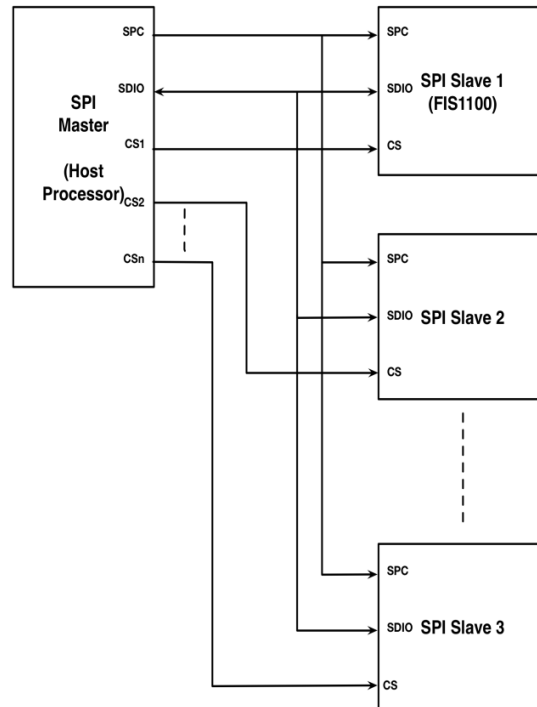 SPC
SDIO
SPI
Master
CS1
(Host
Processor)
CS2
CSn
SPC
SDIO
SPI Slave 1
(FIS1100)
CS
SPC
SDIO
SPI Slave 2
CS
SPC
SDIO
SPI Slave 3
CS